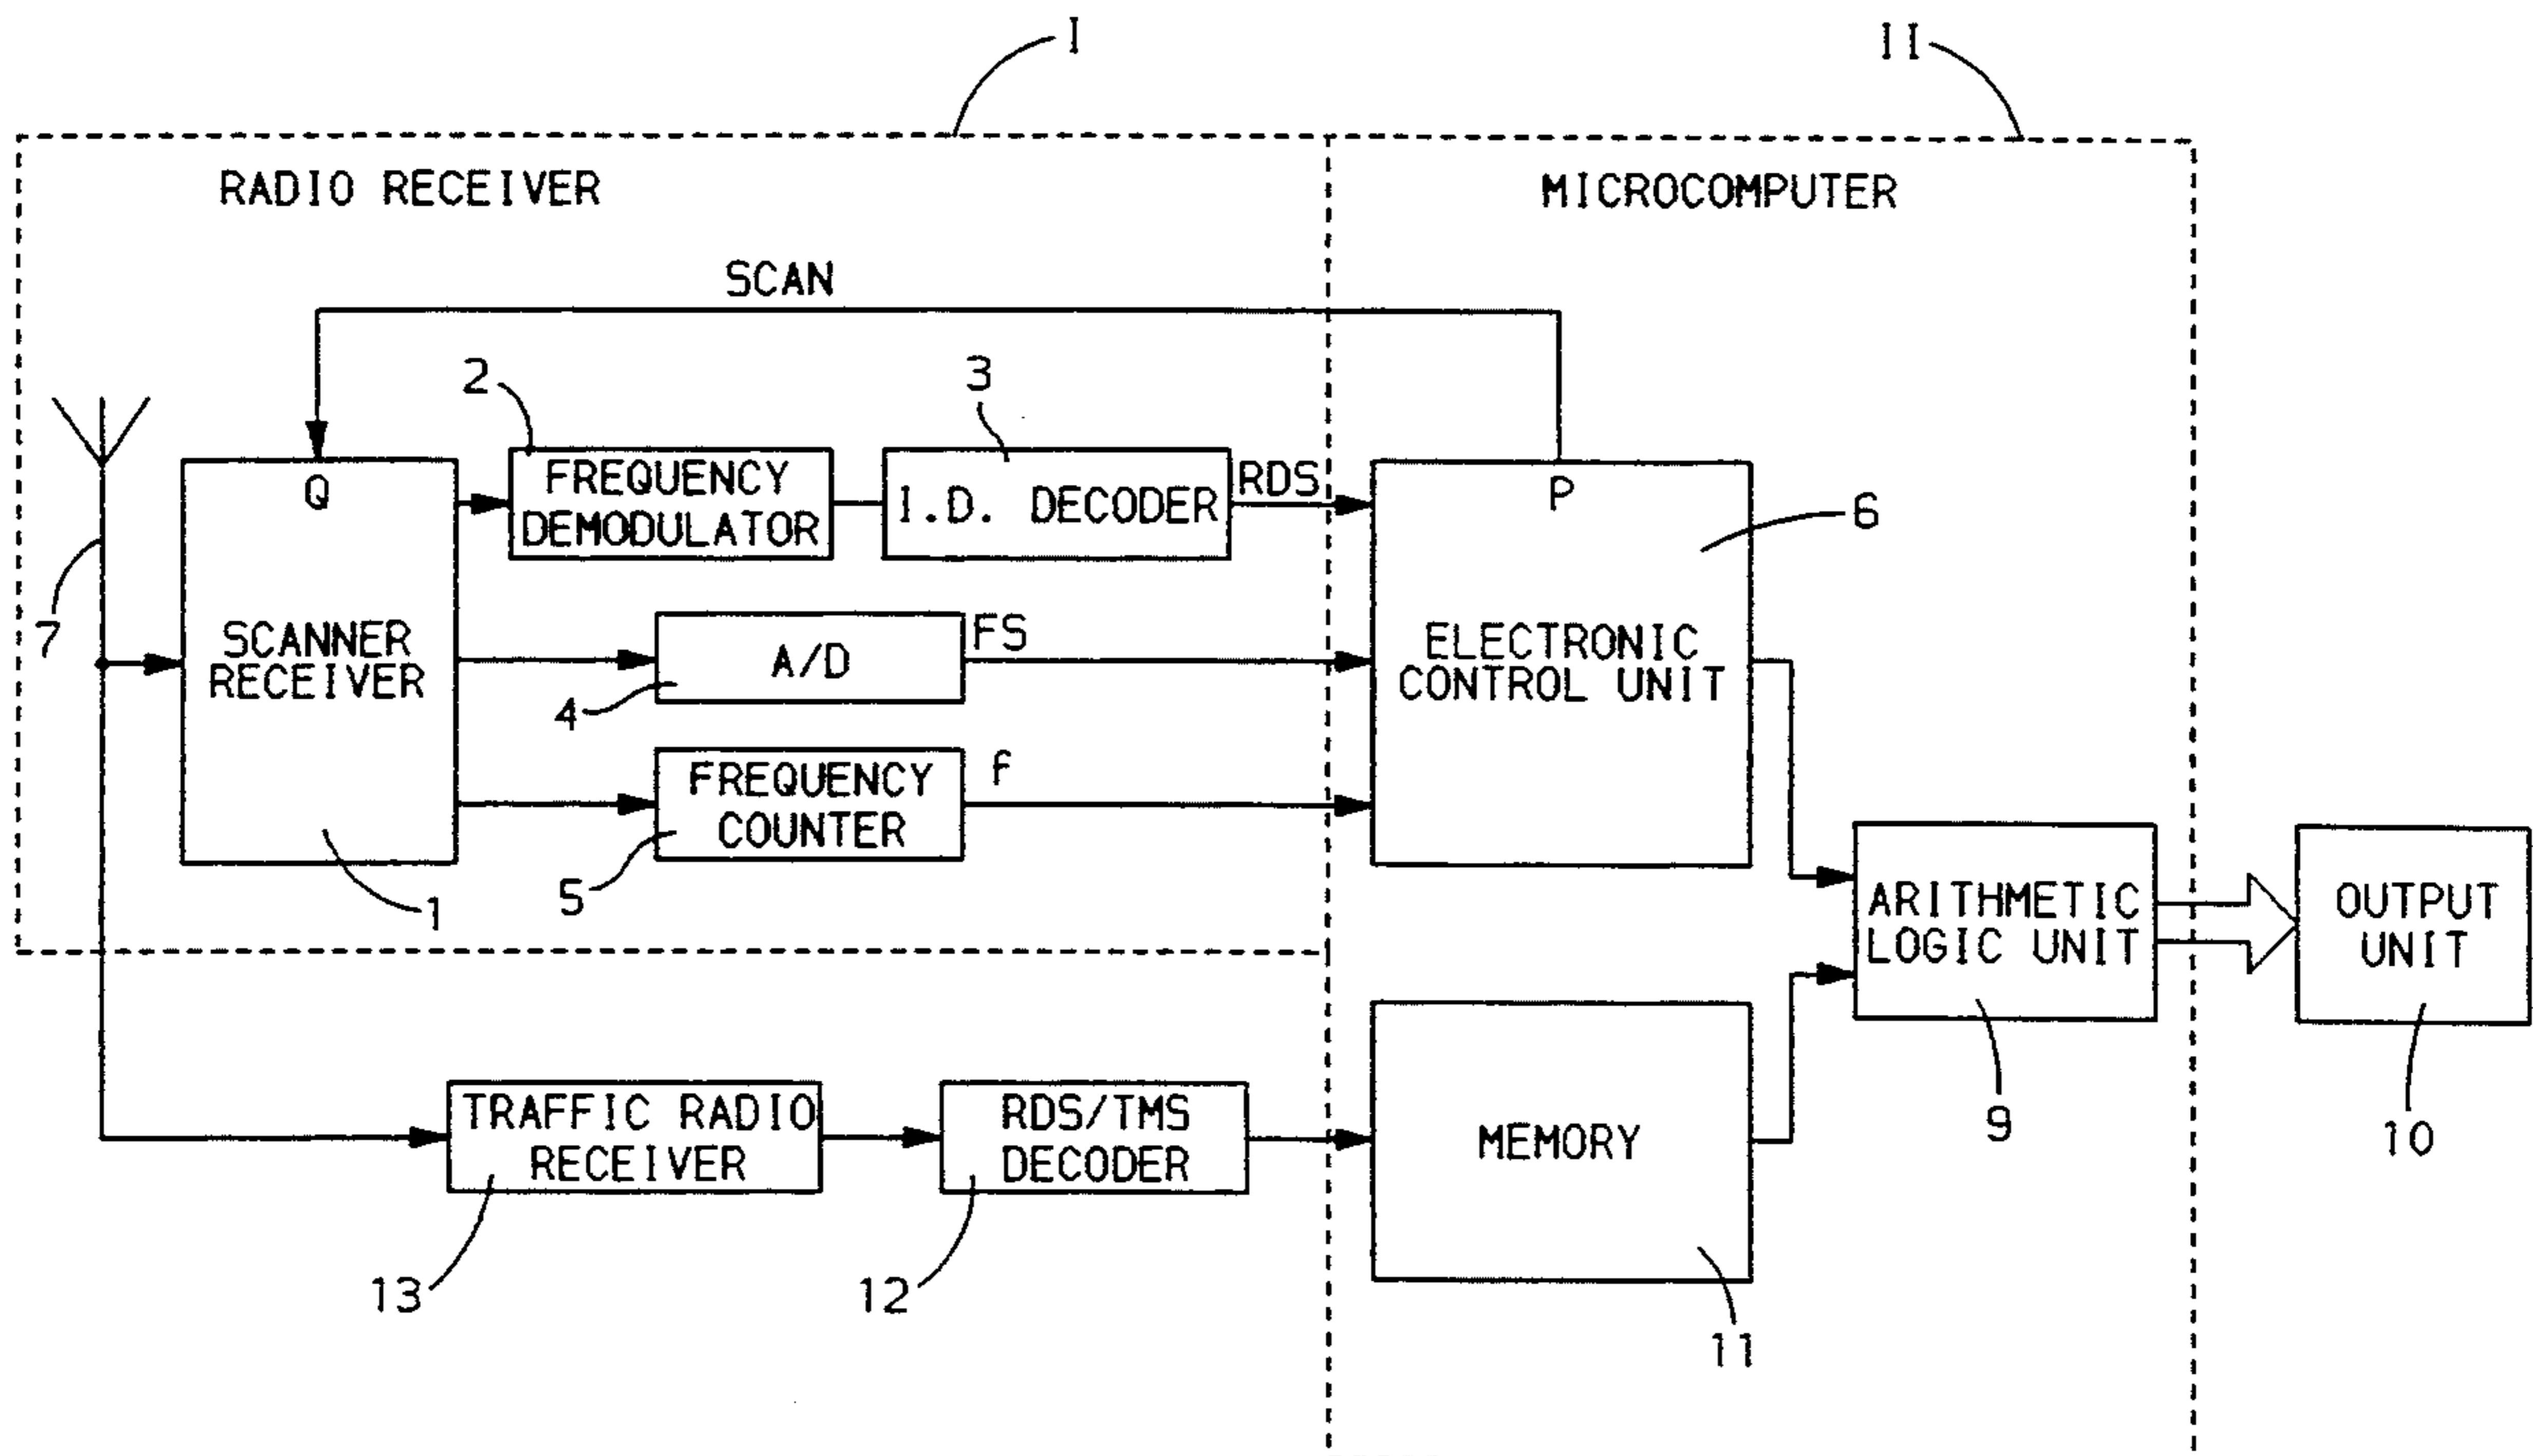 I
II
RADIO RECEIVER
MICROCOMPUTER
SCAN
2
3
Q
FREQUENCY
DEMODULATOR
I.D. DECODER
RDS
P
6
7
SCANNER
RECEIVER
A/D
FS
4
ELECTRONIC
CONTROL UNIT
FREQUENCY
COUNTER
f
5
1
ARITHMETIC
LOGIC UNIT
OUTPUT
UNIT
9
10
TRAFFIC RADIO
RECEIVER
RDS/TMS
DECODER
MEMORY
13
12
11